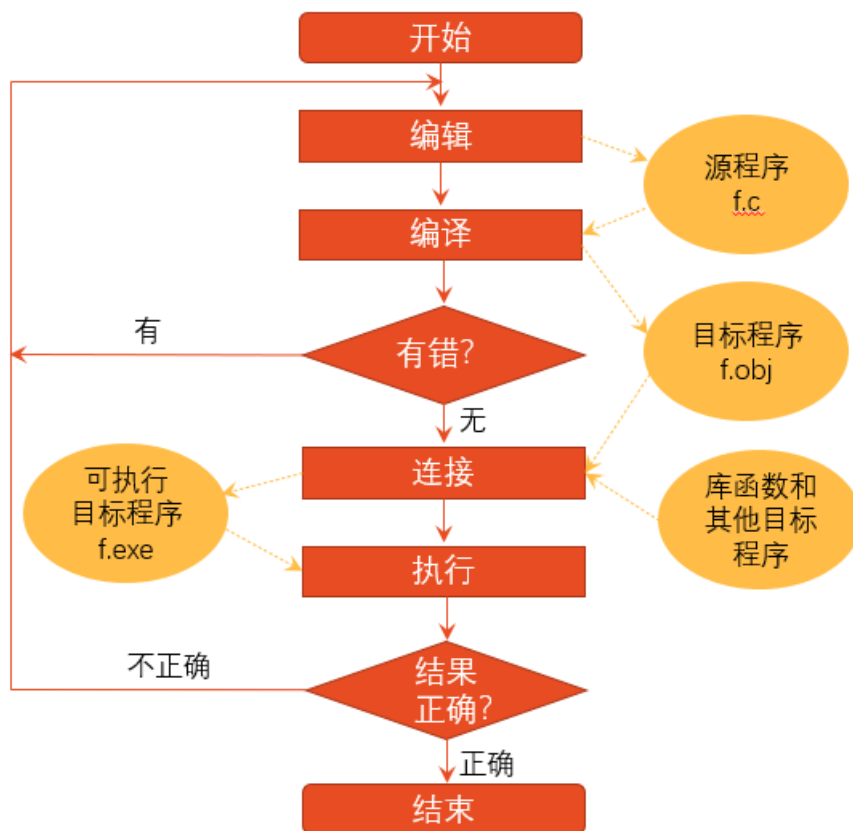 开始
编辑
源程序
f.c
编译
有
有错?
目标程序
f.obj
无
可执行
目标程序
f.exe
连接
库函数和
其他目标
程序
执行
不正确
结果
正确?
正确
结束